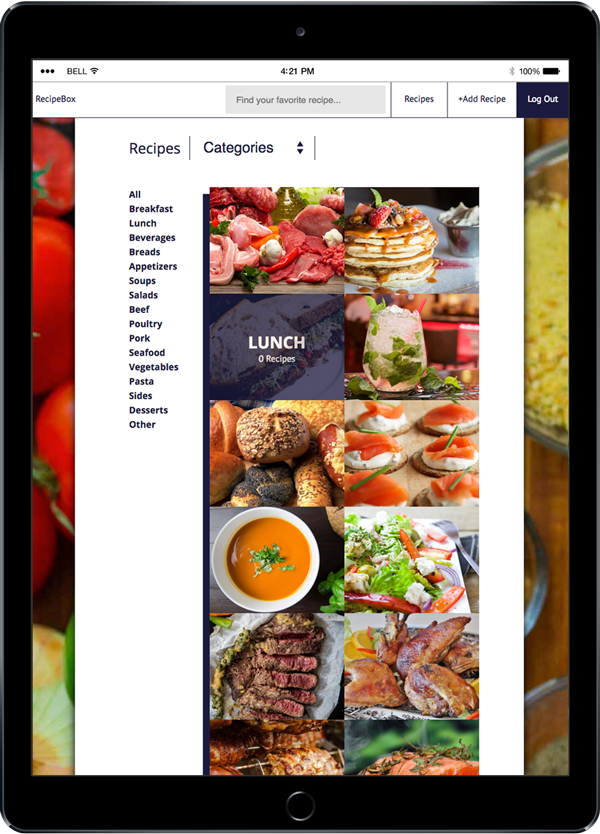 BELL 4:21 PM 100%
RecipeBox Find your favorite recipe... Recipes +Add Recipe Log Out
Recipes Categories
All
Breakfast
Lunch
Beverages
Breads
Appetizers
Soups
Salads
Beef
Poultry
Pork
Seafood
Vegetables
Pasta
Sides
Desserts
Other
LUNCH
0 Recipes